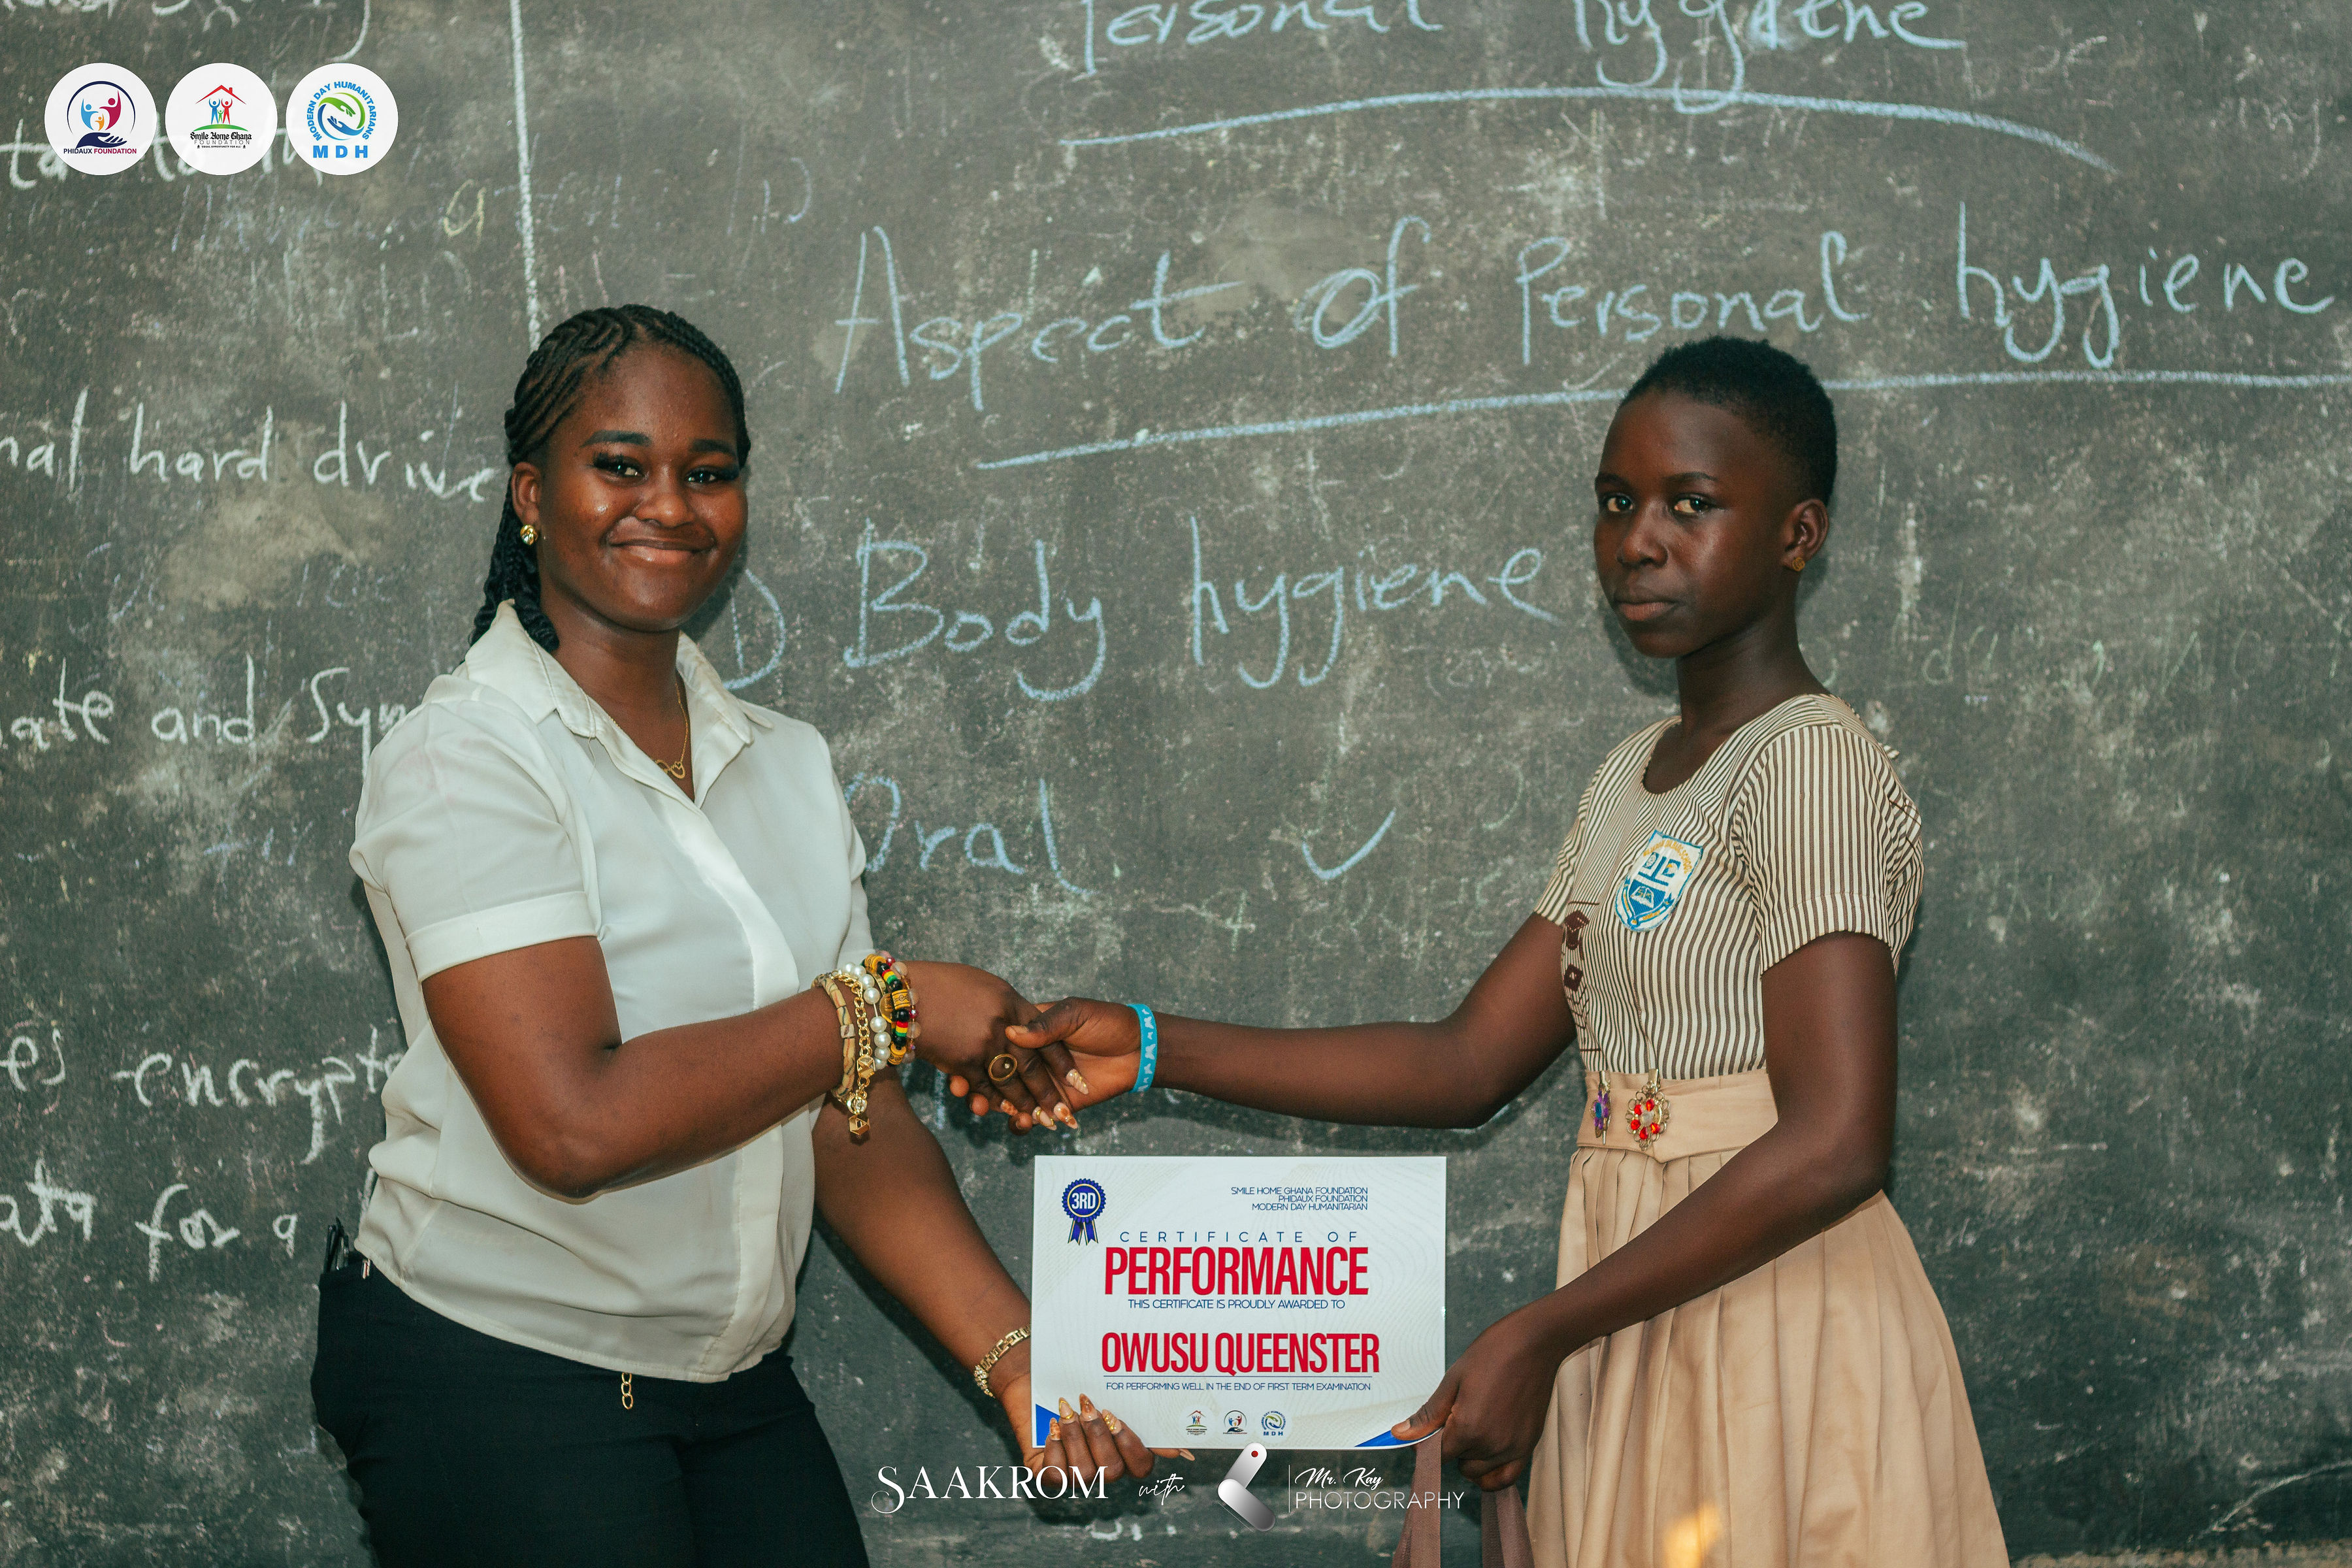 Personal hygiene
PHIDAUX FOUNDATION
Smile Home Ghana
FOUNDATION
MODERN DAY HUMANITARIANS
MDH
Aspect of Personal hygiene
hard drive
Body hygiene
and
Oral
for a
3RD
SMILE HOME GHANA FOUNDATION
PHIDAUX FOUNDATION
MODERN DAY HUMANITARIAN
CERTIFICATE OF
PERFORMANCE
THIS CERTIFICATE IS PROUDLY AWARDED TO
OWUSU QUEENSTER
FOR PERFORMING WELL IN THE END OF FIRST TERM EXAMINATION
MDH
SAAKROM with Mr. Kay
PHOTOGRAPHY